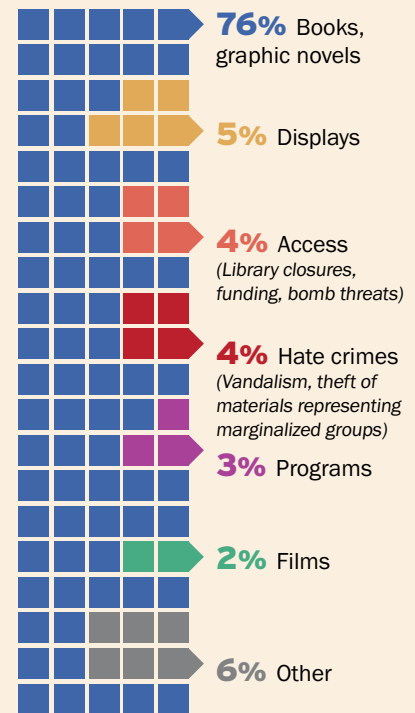 76% Books,
graphic novels
5% Displays
4% Access
(Library closures,
funding, bomb threats)
4% Hate crimes
(Vandalism, theft of
materials representing
marginalized groups)
3% Programs
2% Films
6% Other